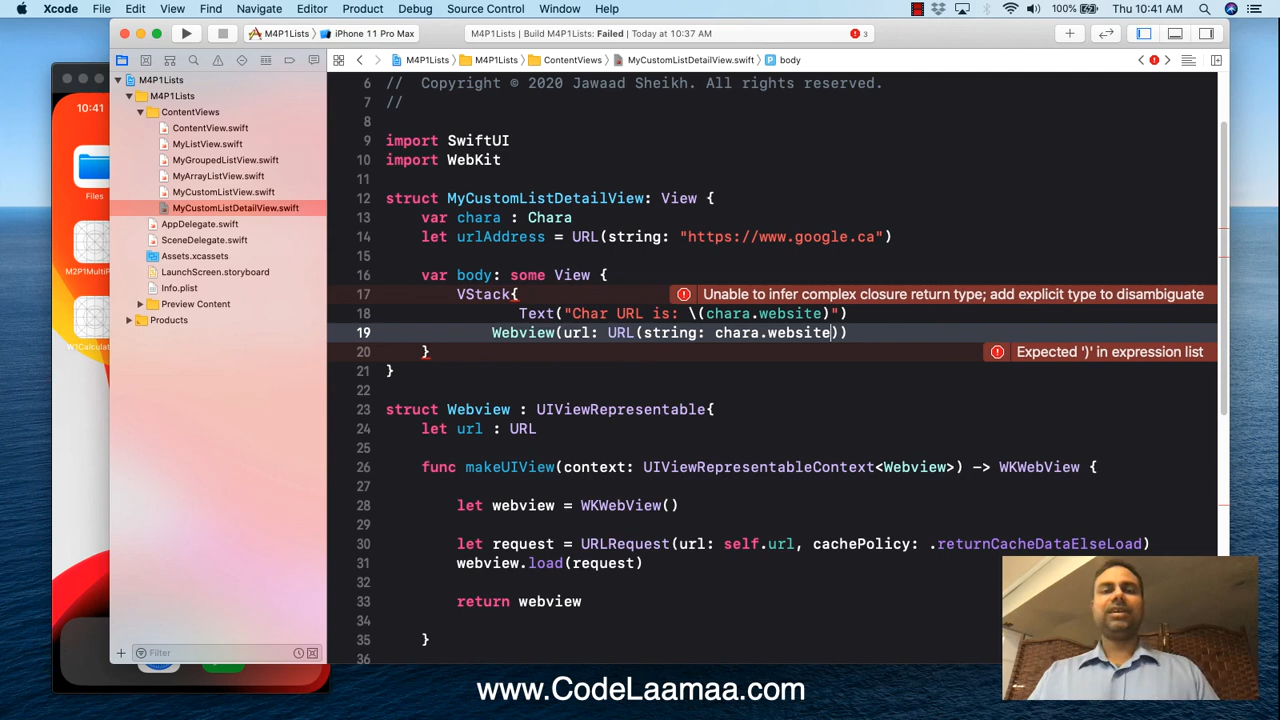 Xcode File Edit View Find Navigate Editor Product Debug Source Control Window Help 100% Thu 10:41 AM
M4P1Lists iPhone 11 Pro Max M4P1Lists | Build M4P1Lists: Failed | Today at 10:37 AM 3
M4P1Lists M4P1Lists ContentViews MyCustomListDetailView.swift P body
10:41
Files
M2P1MultiP
W1Calculat
M4P1Lists
M4P1Lists
ContentViews
ContentView.swift
MyListView.swift
MyGroupedListView.swift
MyArrayListView.swift
MyCustomListView.swift
MyCustomListDetailView.swift
AppDelegate.swift
SceneDelegate.swift
Assets.xcassets
LaunchScreen.storyboard
Info.plist
Preview Content
Products
Filter
6 // Copyright © 2020 Jawaad Sheikh. All rights reserved.
7 //
8
9 import SwiftUI
10 import WebKit
11
12 struct MyCustomListDetailView: View {
13 var chara : Chara
14 let urlAddress = URL(string: "https://www.google.ca")
15
16 var body: some View {
17 VStack{ Unable to infer complex closure return type; add explicit type to disambiguate
18 Text("Char URL is: \(chara.website)")
19 Webview(url: URL(string: chara.website))
20 } Expected ')' in expression list
21 }
22
23 struct Webview : UIViewRepresentable{
24 let url : URL
25
26 func makeUIView(context: UIViewRepresentableContext<Webview>) -> WKWebView {
27
28 let webview = WKWebView()
29
30 let request = URLRequest(url: self.url, cachePolicy: .returnCacheDataElseLoad)
31 webview.load(request)
32
33 return webview
34
35 }
36
www.CodeLaamaa.com